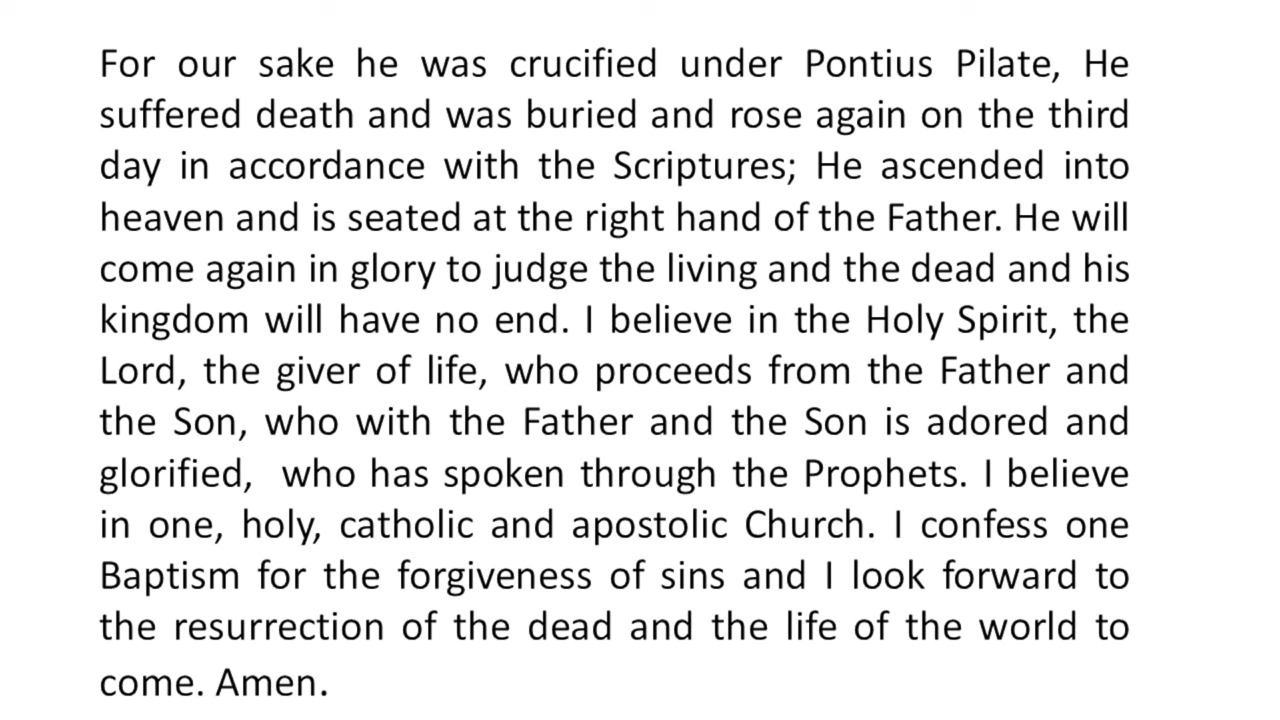 For our sake he was crucified under Pontius Pilate, He
suffered death and was buried and rose again on the third
day in accordance with the Scriptures; He ascended into
heaven and is seated at the right hand of the Father. He will
come again in glory to judge the living and the dead and his
kingdom will have no end. I believe in the Holy Spirit, the
Lord, the giver of life, who proceeds from the Father and
the Son, who with the Father and the Son is adored and
glorified,  who has spoken through the Prophets. I believe
in one, holy, catholic and apostolic Church. I confess one
Baptism for the forgiveness of sins and I look forward to
the resurrection of the dead and the life of the world to
come. Amen.